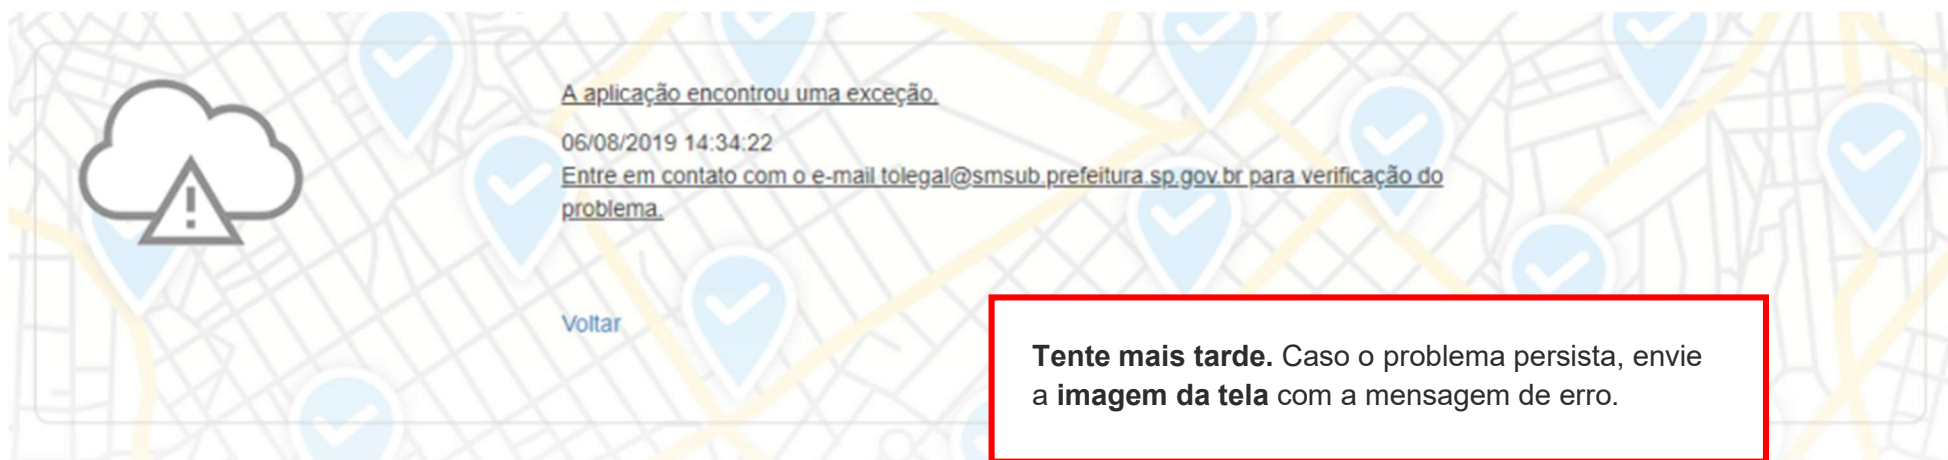 A aplicação encontrou uma exceção.
06/08/2019 14:34:22
Entre em contato com o e-mail tolegal@smsub.prefeitura.sp.gov.br para verificação do
problema.
Voltar
Tente mais tarde. Caso o problema persista, envie
a imagem da tela com a mensagem de erro.